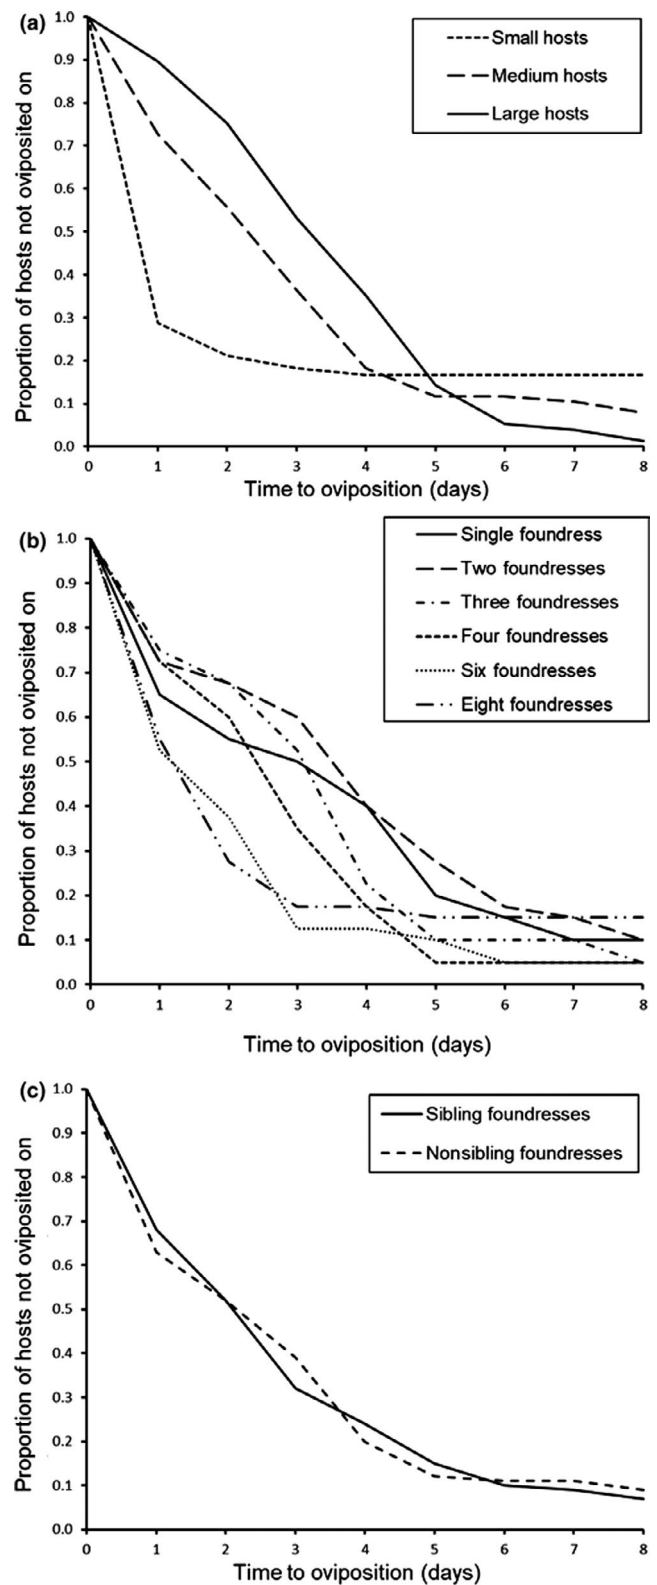 (a)
Proportion of hosts not oviposited on
1.0
0.9
0.8
0.7
0.6
0.5
0.4
0.3
0.2
0.1
0.0
Small hosts
Medium hosts
Large hosts
0 1 2 3 4 5 6 7 8
Time to oviposition (days)
(b)
Proportion of hosts not oviposited on
1.0
0.9
0.8
0.7
0.6
0.5
0.4
0.3
0.2
0.1
0.0
Single foundress
Two foundresses
Three foundresses
Four foundresses
Six foundresses
Eight foundresses
0 1 2 3 4 5 6 7 8
Time to oviposition (days)
(c)
Proportion of hosts not oviposited on
1.0
0.9
0.8
0.7
0.6
0.5
0.4
0.3
0.2
0.1
0.0
Sibling foundresses
Nonsibling foundresses
0 1 2 3 4 5 6 7 8
Time to oviposition (days)